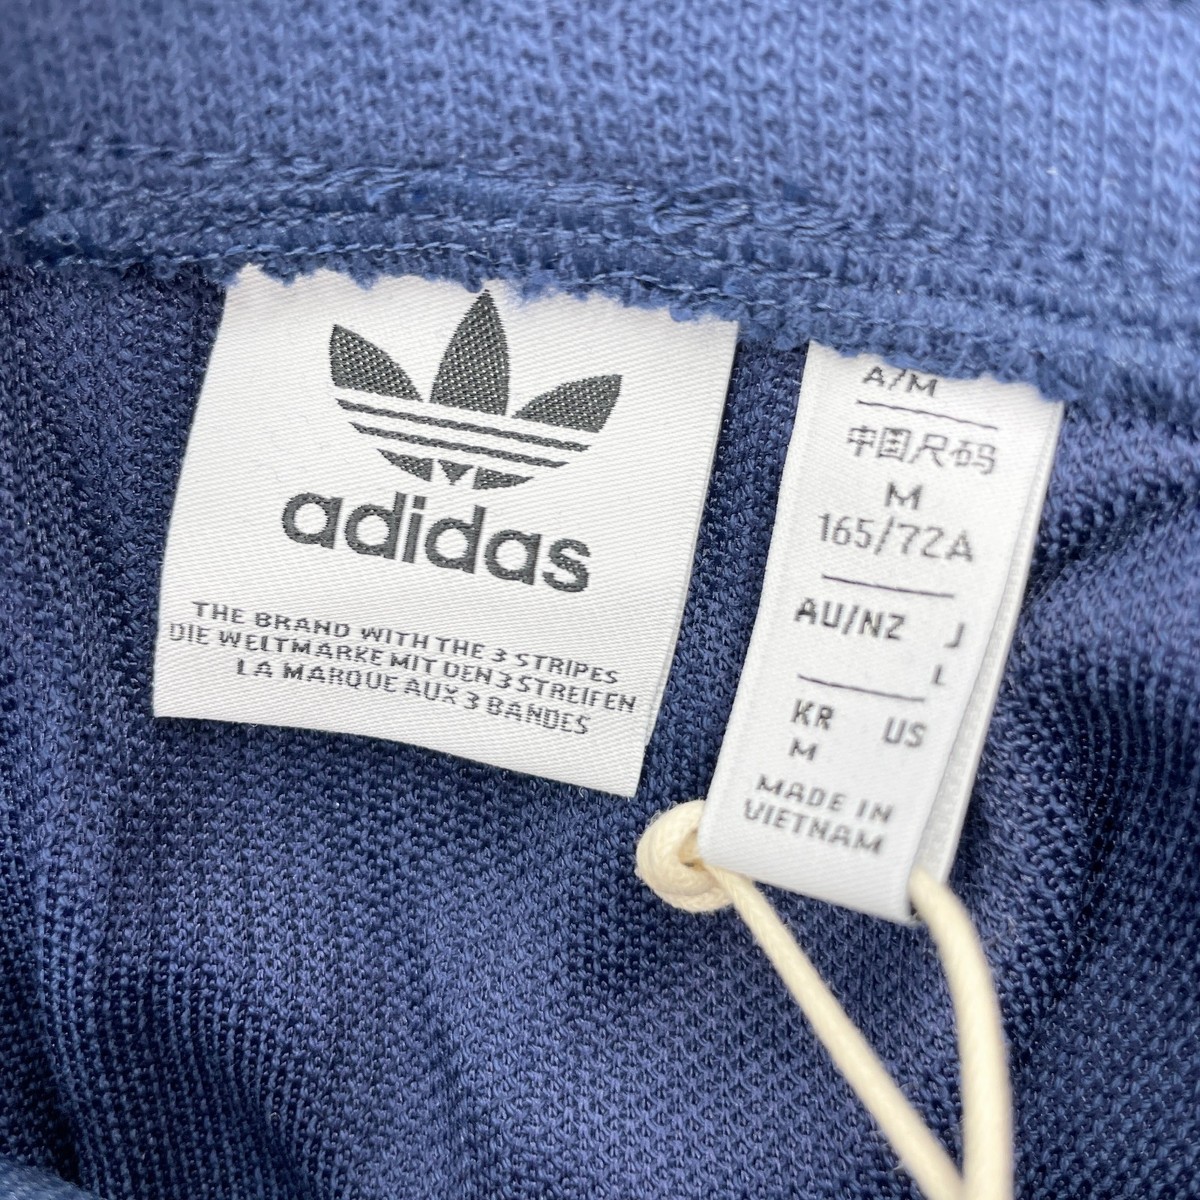 adidas
THE BRAND WITH THE 3 STRIPES
DIE WELTMARKE MIT DEN 3 STREIFEN
LA MARQUE AUX 3 BANDES
A/M
中国尺码
M
165/72A
AU/NZ J
L
KR US
M
MADE IN
VIETNAM